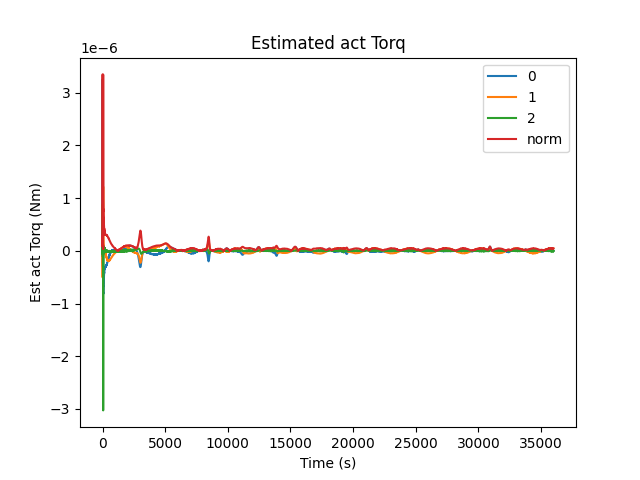 Estimated act Torq
1e−6
0
1
2
norm
3
2
1
0
−1
−2
−3
Est act Torq (Nm)
0 5000 10000 15000 20000 25000 30000 35000
Time (s)